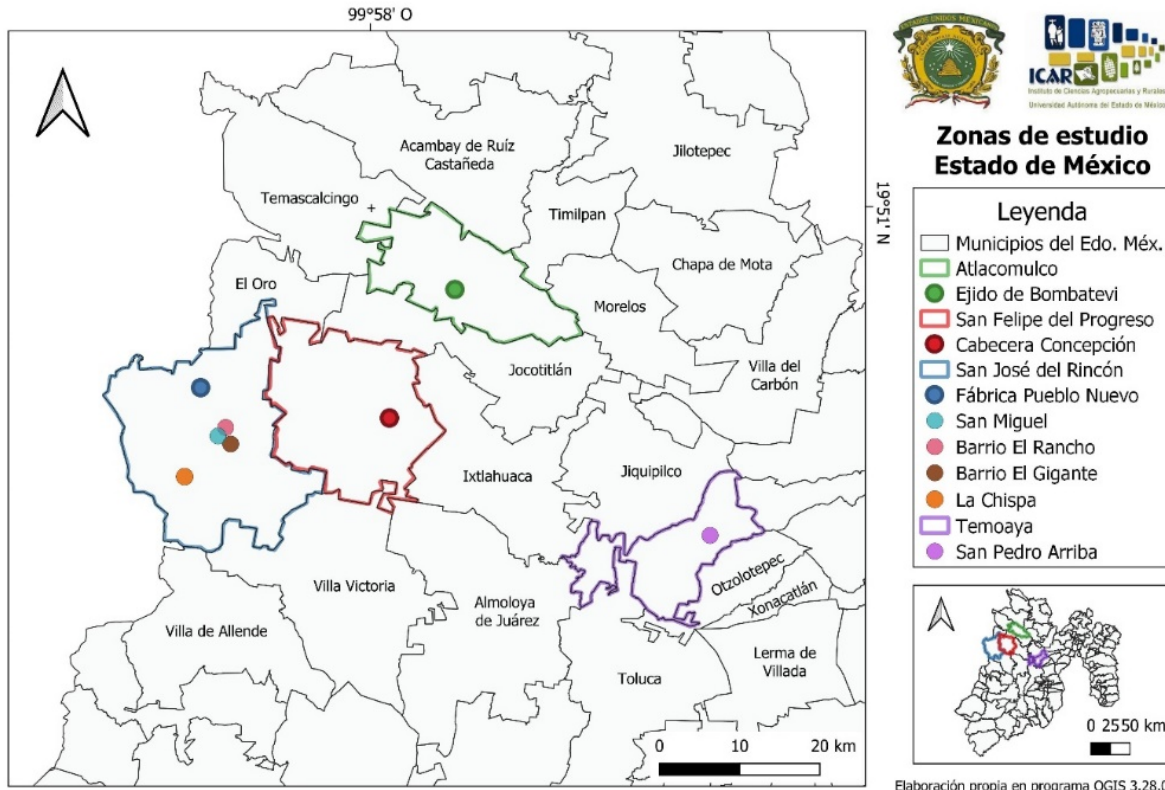 99°58' O
19°51' N
Acambay de Ruíz
Castañeda
Jilotepec
Temascalcingo
Timilpan
Chapa de Mota
El Oro
Morelos
Jocotitlán
Villa del
Carbón
Ixtlahuaca
Jiquipilco
Otzolotepec
Xonacatlán
Villa Victoria
Almoloya
de Juárez
Villa de Allende
Toluca
Lerma de
Villada
0 10 20 km
ESTADOS UNIDOS MEXICANOS
ICAR
Instituto de Ciencias Agropecuarias y Rurales
Universidad Autónoma del Estado de México
Zonas de estudio
Estado de México
Leyenda
Municipios del Edo. Méx.
Atlacomulco
Ejido de Bombatevi
San Felipe del Progreso
Cabecera Concepción
San José del Rincón
Fábrica Pueblo Nuevo
San Miguel
Barrio El Rancho
Barrio El Gigante
La Chispa
Temoaya
San Pedro Arriba
0 2550 km
Elaboración propia en programa QGIS 3.28.0